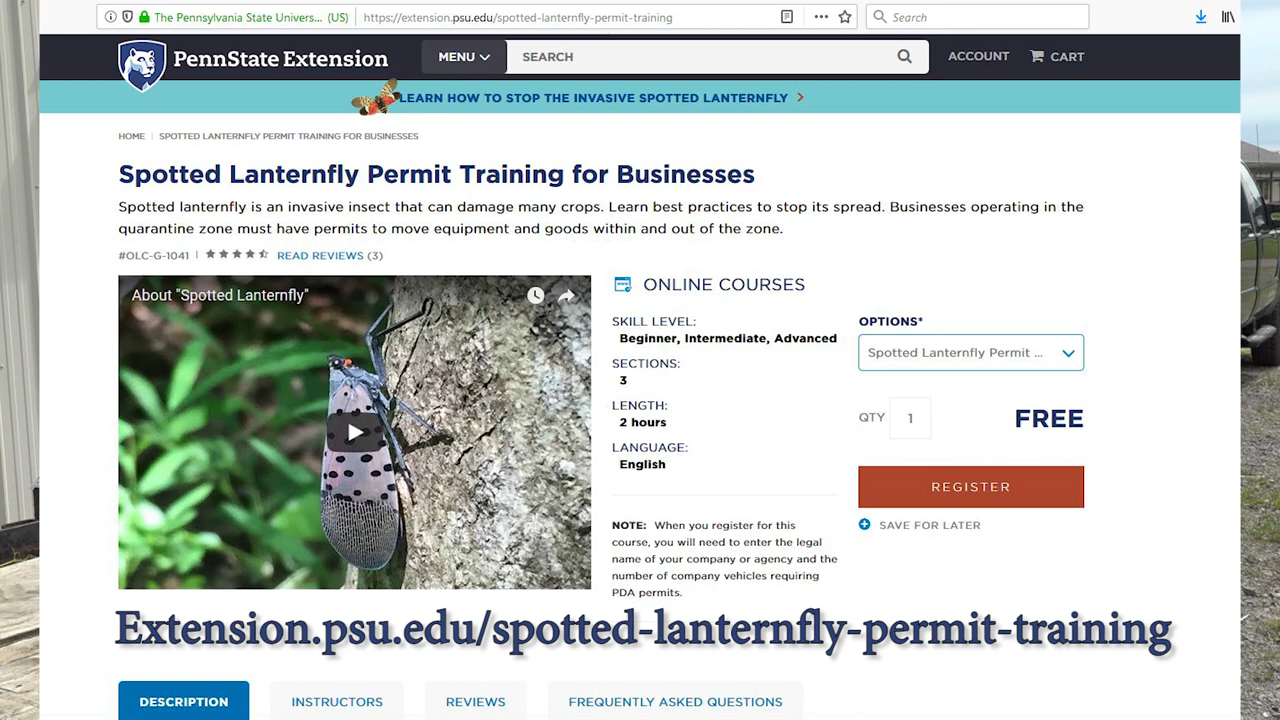 The Pennsylvania State Univers... (US)
https://extension.psu.edu/spotted-lanternfly-permit-training
Search
PennState Extension
MENU
SEARCH
ACCOUNT
CART
LEARN HOW TO STOP THE INVASIVE SPOTTED LANTERNFLY
HOME | SPOTTED LANTERNFLY PERMIT TRAINING FOR BUSINESSES
Spotted Lanternfly Permit Training for Businesses
Spotted lanternfly is an invasive insect that can damage many crops. Learn best practices to stop its spread. Businesses operating in the
quarantine zone must have permits to move equipment and goods within and out of the zone.
#OLC-G-1041 | READ REVIEWS (3)
About "Spotted Lanternfly"
ONLINE COURSES
SKILL LEVEL:
Beginner, Intermediate, Advanced
SECTIONS:
3
LENGTH:
2 hours
LANGUAGE:
English
NOTE: When you register for this
course, you will need to enter the legal
name of your company or agency and the
number of company vehicles requiring
PDA permits.
OPTIONS*
Spotted Lanternfly Permit ...
QTY 1 FREE
REGISTER
SAVE FOR LATER
Extension.psu.edu/spotted-lanternfly-permit-training
DESCRIPTION
INSTRUCTORS
REVIEWS
FREQUENTLY ASKED QUESTIONS